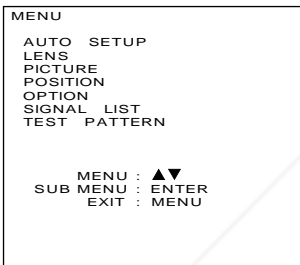 MENU
AUTO SETUP
LENS
PICTURE
POSITION
OPTION
SIGNAL LIST
TEST PATTERN
MENU : ▲▼
SUB MENU : ENTER
EXIT : MENU